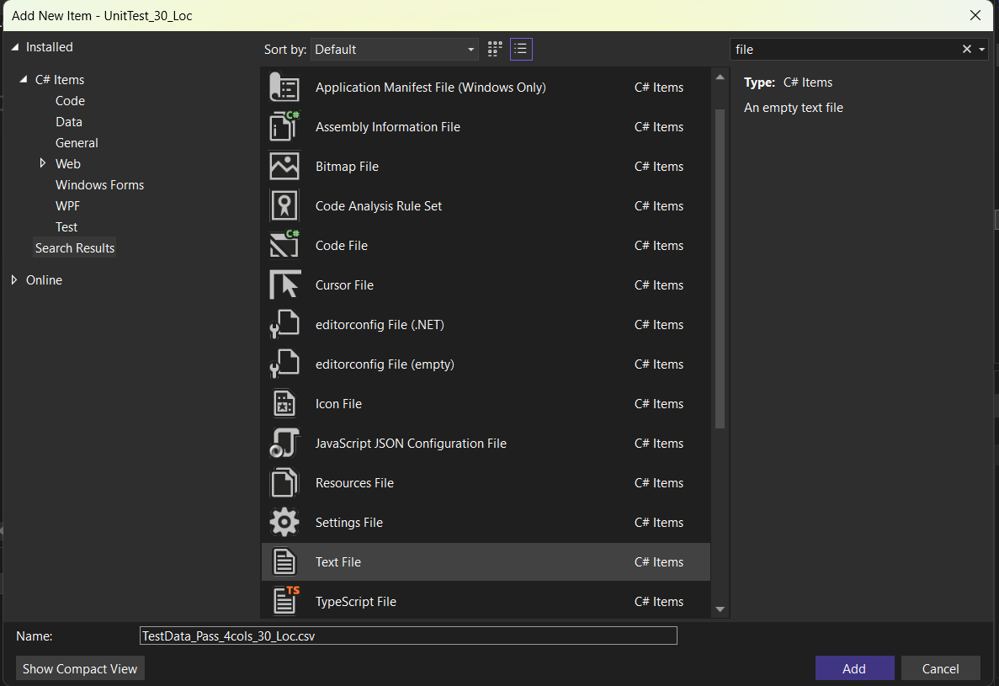 Add New Item - UnitTest_30_Loc
Installed
C# Items
Code
Data
General
Web
Windows Forms
WPF
Test
Search Results
Online
Sort by: Default
Application Manifest File (Windows Only) C# Items
C#
Assembly Information File C# Items
Bitmap File C# Items
Code Analysis Rule Set C# Items
C#
Code File C# Items
Cursor File C# Items
editorconfig File (.NET) C# Items
editorconfig File (empty) C# Items
Icon File C# Items
JavaScript JSON Configuration File C# Items
Resources File C# Items
Settings File C# Items
Text File C# Items
TS
TypeScript File C# Items
file
Type: C# Items
An empty text file
Name: TestData_Pass_4cols_30_Loc.csv
Show Compact View
Add
Cancel